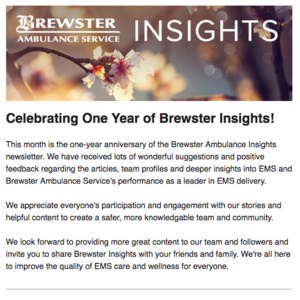 BREWSTER
AMBULANCE SERVICE
INSIGHTS
Celebrating One Year of Brewster Insights!
This month is the one-year anniversary of the Brewster Ambulance Insights
newsletter. We have received lots of wonderful suggestions and positive
feedback regarding the articles, team profiles and deeper insights into EMS and
Brewster Ambulance Service's performance as a leader in EMS delivery.
We appreciate everyone's participation and engagement with our stories and
helpful content to create a safer, more knowledgable team and community.
We look forward to providing more great content to our team and followers and
invite you to share Brewster Insights with your friends and family. We're all here
to improve the quality of EMS care and wellness for everyone.